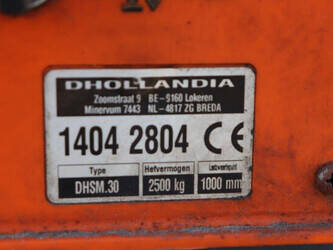 DHOLLANDIA
Zoomstraat 9 BE-9160 Lokeren
Minervum 7443 NL-4817 ZG BREDA
1404 2804 CE
Type Hefvermogen Lastzwaartepunt
DHSM.30 2500 kg 1000 mm